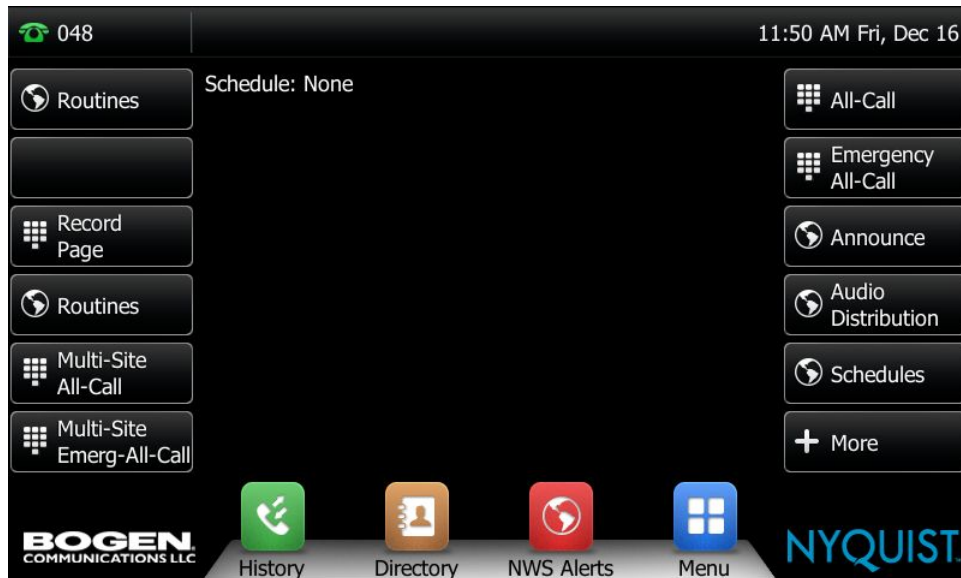 048
11:50 AM Fri, Dec 16
Routines
Schedule: None
All-Call
Emergency
All-Call
Record
Page
Announce
Routines
Audio
Distribution
Multi-Site
All-Call
Schedules
Multi-Site
Emerg-All-Call
More
BOGEN
COMMUNICATIONS LLC
History
Directory
NWS Alerts
Menu
NYQUIST